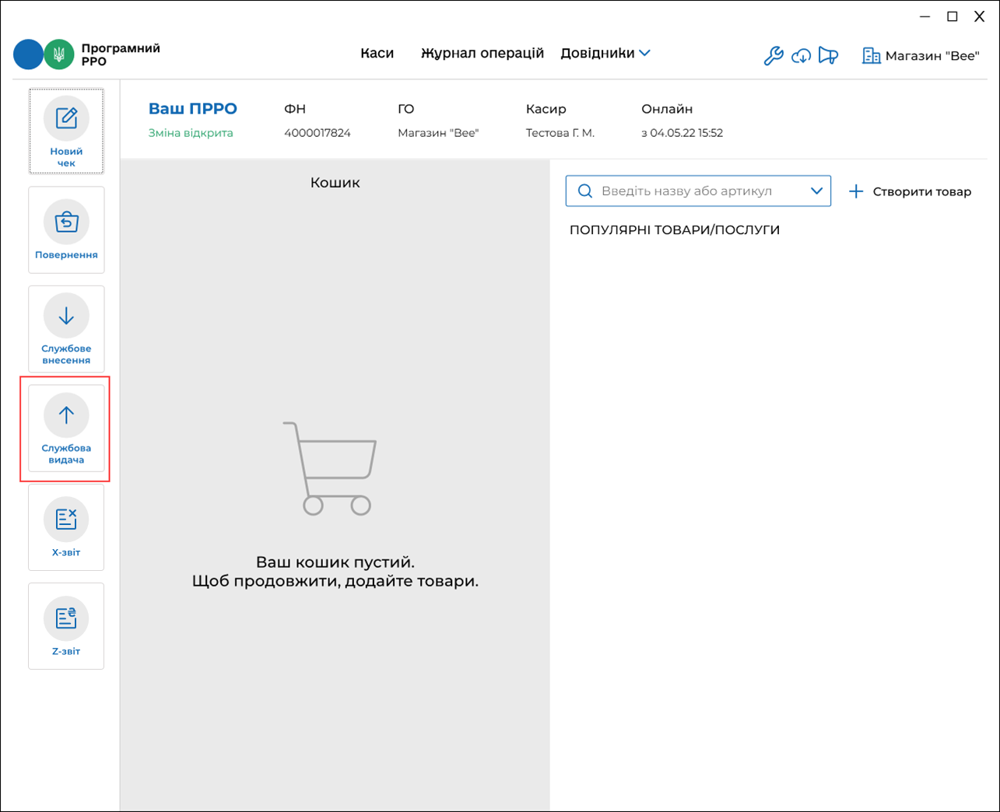 Програмний
РРО
Каси
Журнал операцій
Довідники
Магазин "Bee"
Новий
чек
Повернення
Службове
внесення
Службова
видача
X-звіт
Z-звіт
Ваш ПРРО
Зміна відкрита
ФН
4000017824
ГО
Магазин "Bee"
Касир
Тестова Г. М.
Онлайн
з 04.05.22 15:52
Кошик
Ваш кошик пустий.
Щоб продовжити, додайте товари.
Введіть назву або артикул
Створити товар
ПОПУЛЯРНІ ТОВАРИ/ПОСЛУГИ